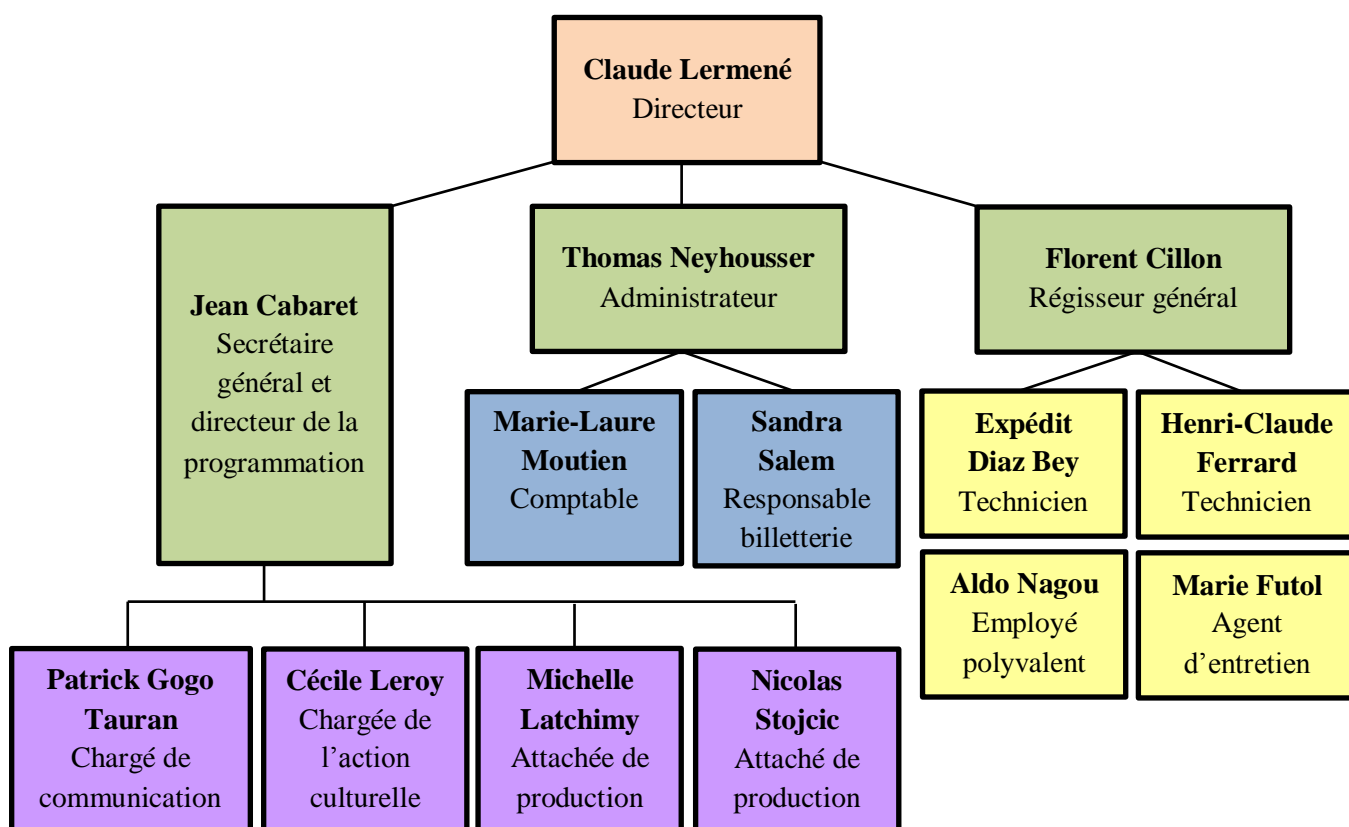 Claude Lermené
Directeur
Jean Cabaret
Secrétaire
général et
directeur de la
programmation
Thomas Neyhousser
Administrateur
Florent Cillon
Régisseur général
Marie-Laure
Moutien
Comptable
Sandra
Salem
Responsable
billetterie
Expédit
Diaz Bey
Technicien
Henri-Claude
Ferrard
Technicien
Aldo Nagou
Employé
polyvalent
Marie Futol
Agent
d’entretien
Patrick Gogo
Tauran
Chargé de
communication
Cécile Leroy
Chargée de
l’action
culturelle
Michelle
Latchimy
Attachée de
production
Nicolas
Stojcic
Attaché de
production